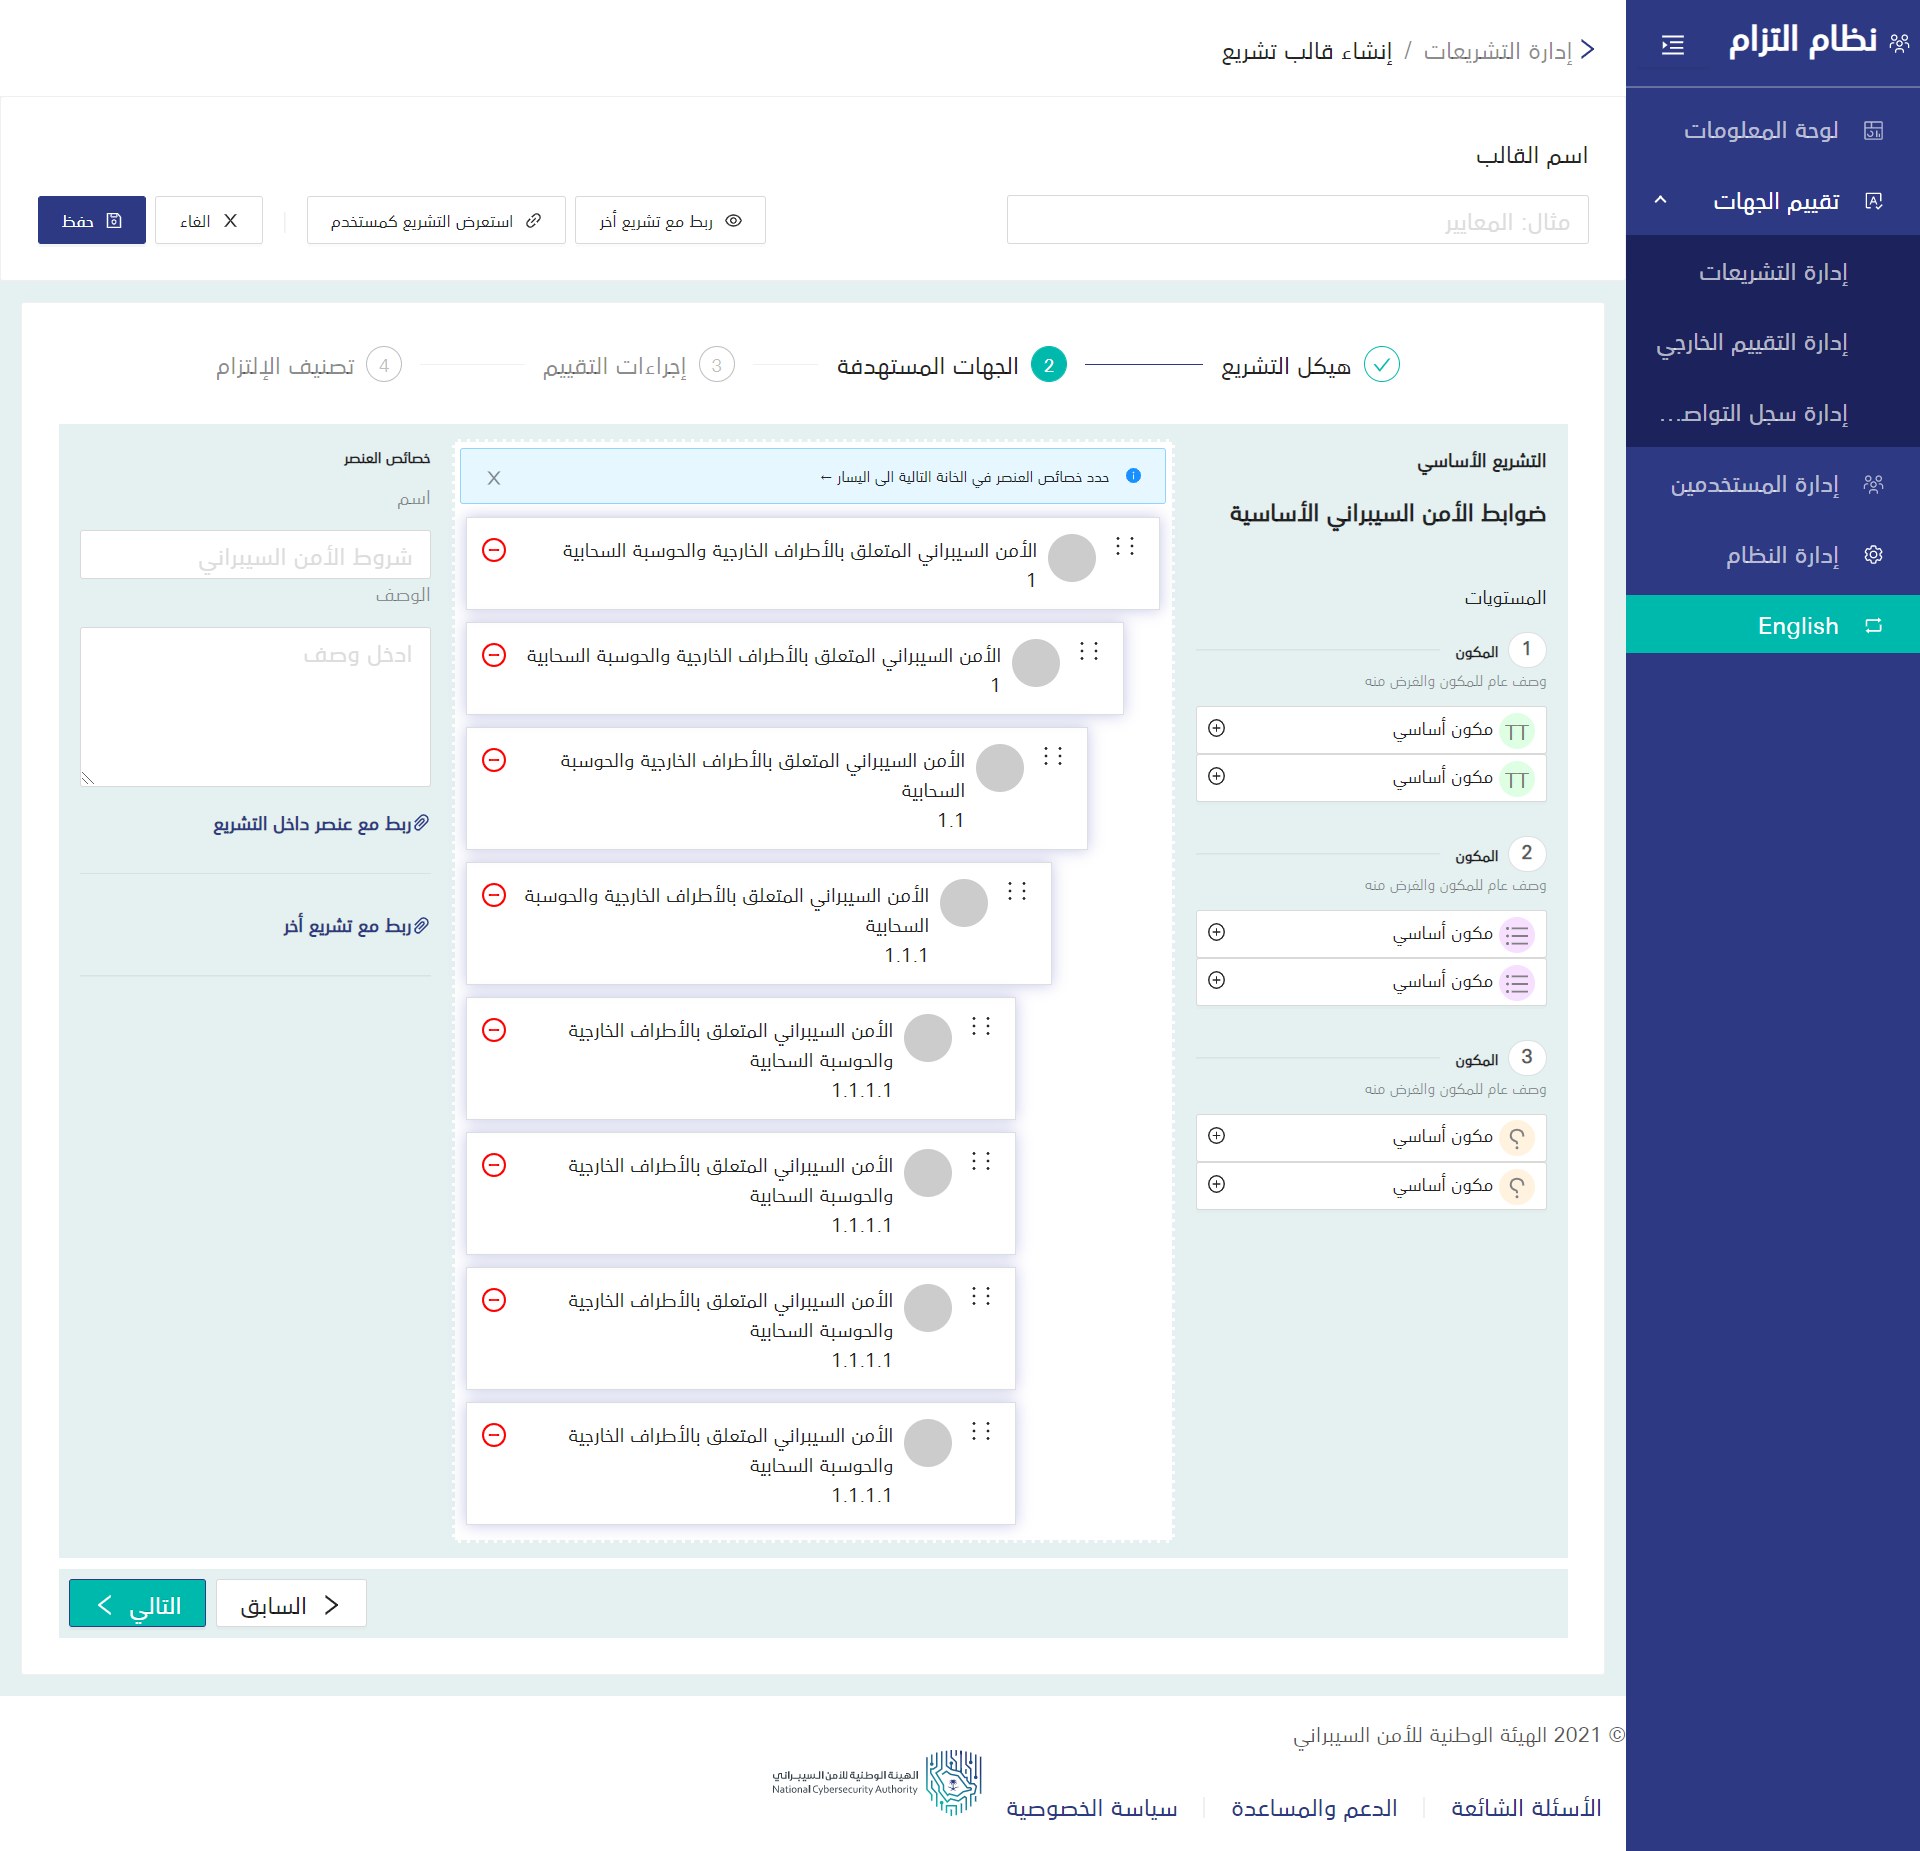 نظام التزام
لوحة المعلومات
تقييم الجهات
إدارة التشريعات
إدارة التقييم الخارجي
إدارة سجل التواصـ...
إدارة المستخدمين
إدارة النظام
English
إدارة التشريعات / إنشاء قالب تشريع
اسم القالب
مثال: المعايير
ربط مع تشريع أخر
استعرض التشريع كمستخدم
الغاء
حفظ
هيكل التشريع
2 الجهات المستهدفة
3 إجراءات التقييم
4 تصنيف الإلتزام
التشريع الأساسي
ضوابط الأمن السيبراني الأساسية
المستويات
1 المكون
وصف عام للمكون والغرض منه
مكون أساسي
مكون أساسي
2 المكون
وصف عام للمكون والغرض منه
مكون أساسي
مكون أساسي
3 المكون
وصف عام للمكون والغرض منه
مكون أساسي
مكون أساسي
حدد خصائص العنصر في الخانة التالية الى اليسار ←
الأمن السيبراني المتعلق بالأطراف الخارجية والحوسبة السحابية
1
الأمن السيبراني المتعلق بالأطراف الخارجية والحوسبة السحابية
1
الأمن السيبراني المتعلق بالأطراف الخارجية والحوسبة
السحابية
1.1
الأمن السيبراني المتعلق بالأطراف الخارجية والحوسبة
السحابية
1.1.1
الأمن السيبراني المتعلق بالأطراف الخارجية
والحوسبة السحابية
1.1.1.1
الأمن السيبراني المتعلق بالأطراف الخارجية
والحوسبة السحابية
1.1.1.1
الأمن السيبراني المتعلق بالأطراف الخارجية
والحوسبة السحابية
1.1.1.1
الأمن السيبراني المتعلق بالأطراف الخارجية
والحوسبة السحابية
1.1.1.1
خصائص العنصر
اسم
شروط الأمن السيبراني
الوصف
ادخل وصف
ربط مع عنصر داخل التشريع
ربط مع تشريع أخر
السابق
التالي
© 2021 الهيئة الوطنية للأمن السيبراني
الأسئلة الشائعة
الدعم والمساعدة
سياسة الخصوصية
الهيئة الوطنية للأمن السيبراني
National Cybersecurity Authority